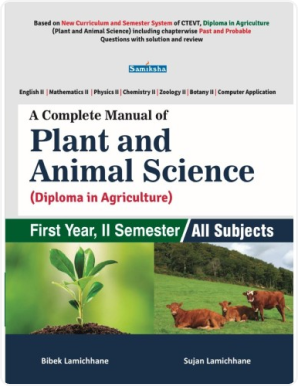 Based on New Curriculum and Semester System of CTEVT, Diploma in Agriculture
(Plant and Animal Science) including chapterwise Past and Probable
Questions with solution and review
Samiksha
English II | Mathematics II | Physics II | Chemistry II | Zoology II | Botany II | Computer Application
A Complete Manual of
Plant and
Animal Science
(Diploma in Agriculture)
First Year, II Semester / All Subjects
Bibek Lamichhane
Sujan Lamichhane